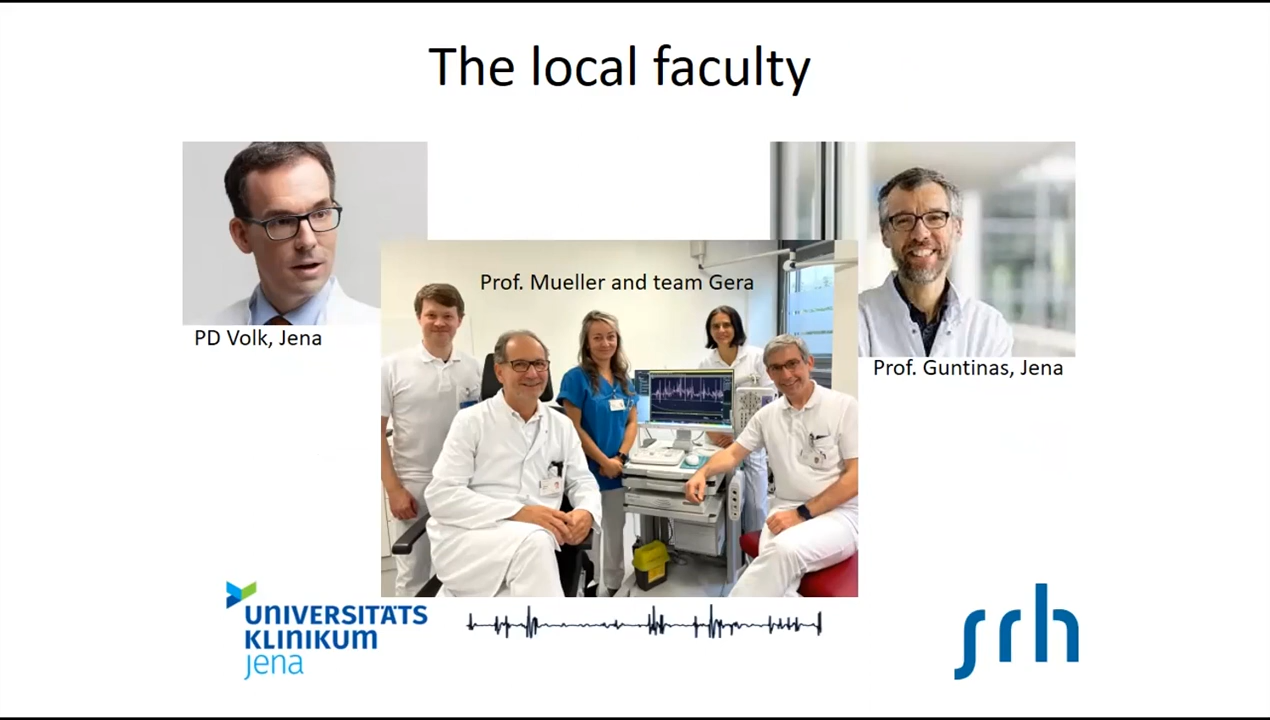 The local faculty
Prof. Mueller and team Gera
PD Volk, Jena
Prof. Guntinas, Jena
UNIVERSITÄTS
KLINIKUM
jena
srh